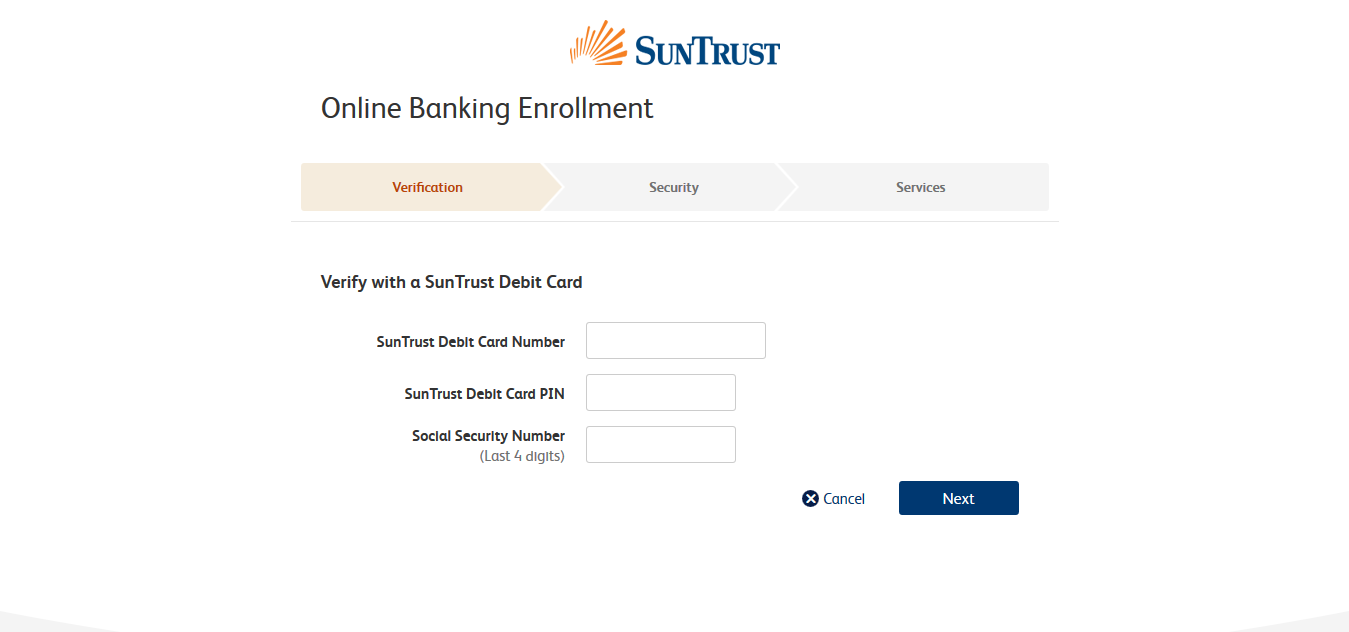 SUNTRUST
Online Banking Enrollment
Verification
Security
Services
Verify with a SunTrust Debit Card
SunTrust Debit Card Number
SunTrust Debit Card PIN
Social Security Number
(Last 4 digits)
Cancel
Next